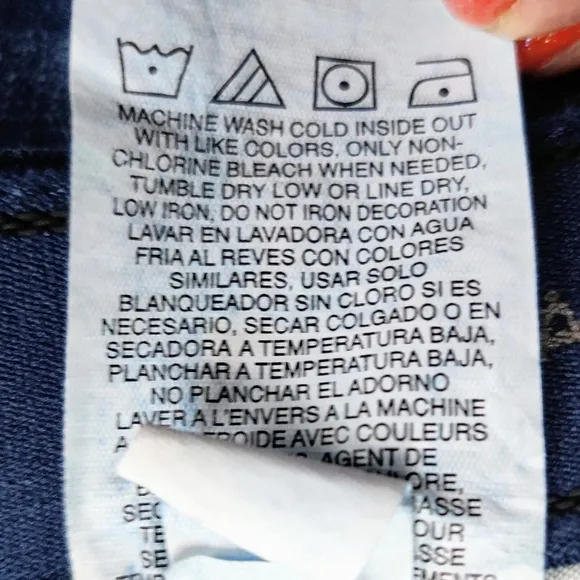 MACHINE WASH COLD INSIDE OUT
WITH LIKE COLORS, ONLY NON-
CHLORINE BLEACH WHEN NEEDED,
TUMBLE DRY LOW OR LINE DRY,
LOW IRON, DO NOT IRON DECORATION
LAVAR EN LAVADORA CON AGUA
FRIA AL REVES CON COLORES
SIMILARES, USAR SOLO
BLANQUEADOR SIN CLORO SI ES
NECESARIO, SECAR COLGADO O EN
SECADORA A TEMPERATURA BAJA,
PLANCHAR A TEMPERATURA BAJA,
NO PLANCHAR EL ADORNO
LAVER A L'ENVERS A LA MACHINE
AVEC COULEURS
AGENT DE